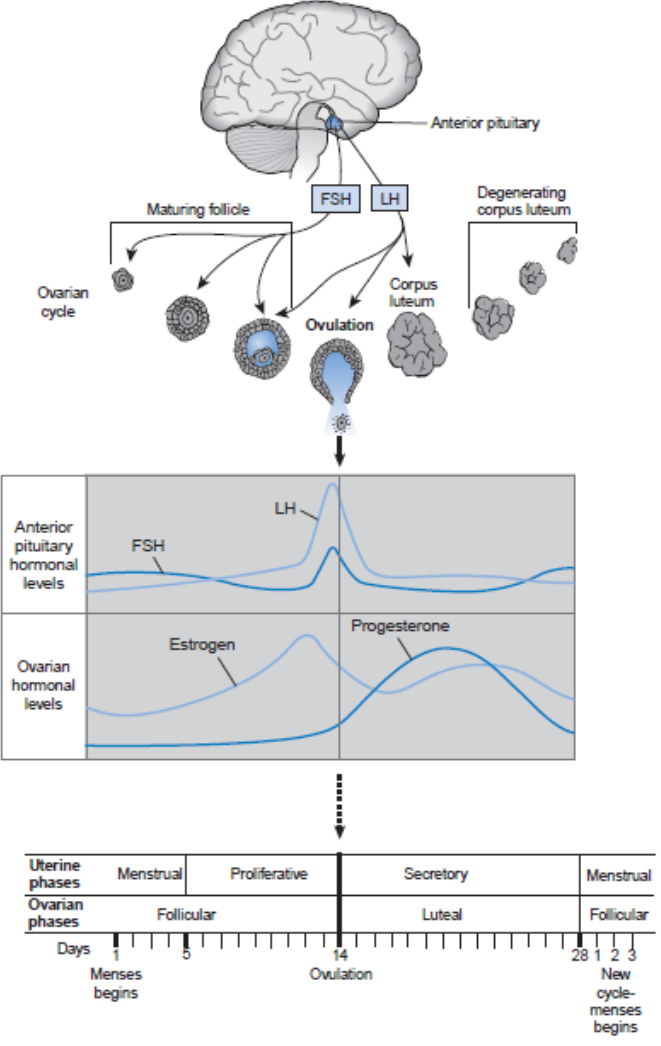 Anterior pituitary
FSH
LH
Maturing follicle
Degenerating
corpus luteum
Ovarian
cycle
Corpus
luteum
Ovulation
Anterior
pituitary
hormonal
levels
FSH
LH
Ovarian
hormonal
levels
Estrogen
Progesterone
Uterine
phases
Menstrual
Proliferative
Secretory
Menstrual
Ovarian
phases
Follicular
Luteal
Follicular
Days
1
5
14
28
1
2
3
Menses
begins
Ovulation
New
cycle-
menses
begins